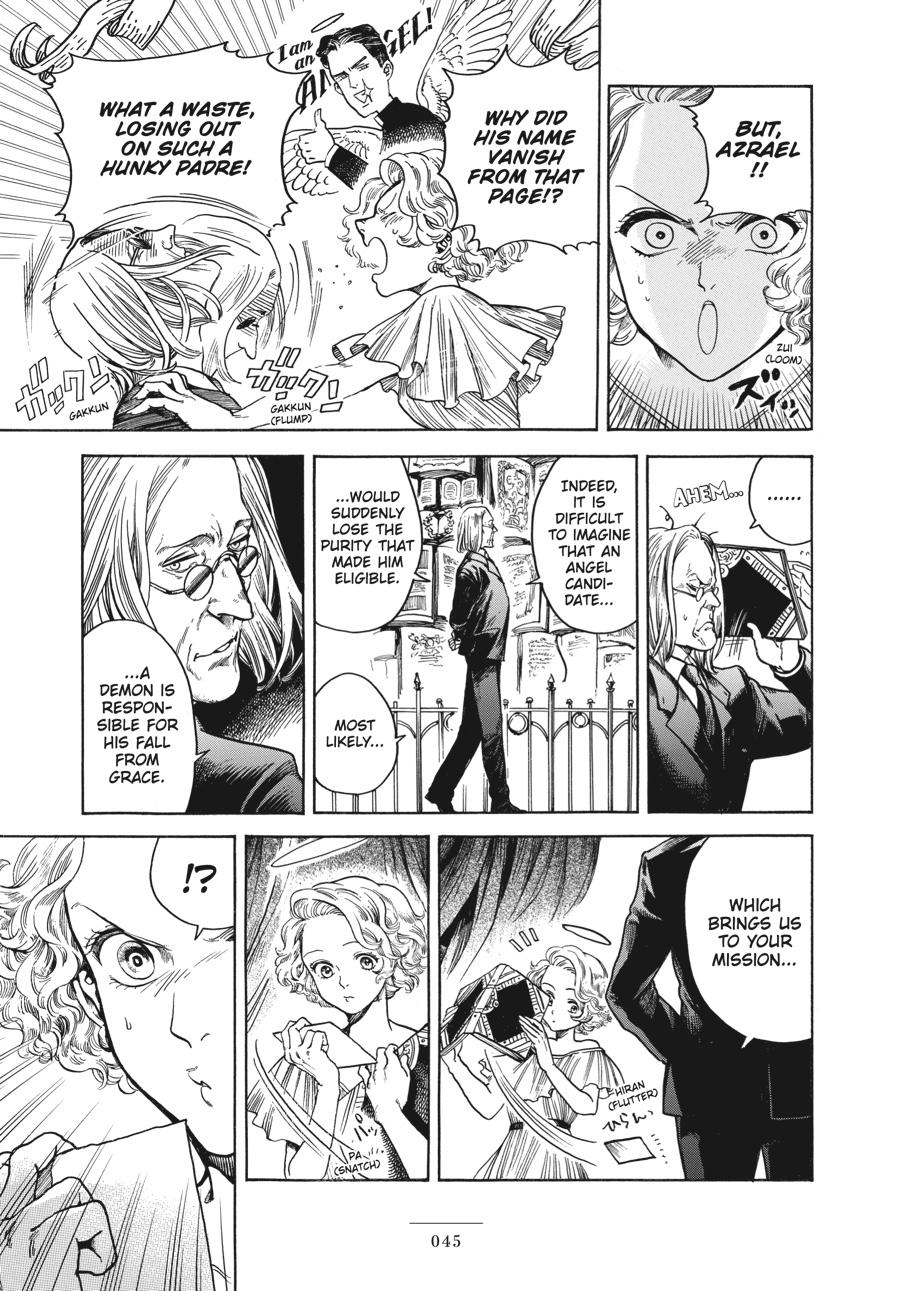 BUT,
AZRAEL
!!
ZUI
(LOOM)
ズイッ
WHY DID
HIS NAME
VANISH
FROM THAT
PAGE!?
I am
an
ANGEL!
WHAT A WASTE,
LOSING OUT
ON SUCH A
HUNKY PADRE!
ガックン
GAKKUN
(FLUMP)
ガックン
GAKKUN
......
AHEM...
INDEED,
IT IS
DIFFICULT
TO IMAGINE
THAT AN
ANGEL
CANDI-
DATE...
...WOULD
SUDDENLY
LOSE THE
PURITY THAT
MADE HIM
ELIGIBLE.
MOST
LIKELY...
...A
DEMON IS
RESPON-
SIBLE FOR
HIS FALL
FROM
GRACE.
WHICH
BRINGS US
TO YOUR
MISSION...
HIRAN
(FLUTTER)
ひらん
パッ
PA
(SNATCH)
!?
045